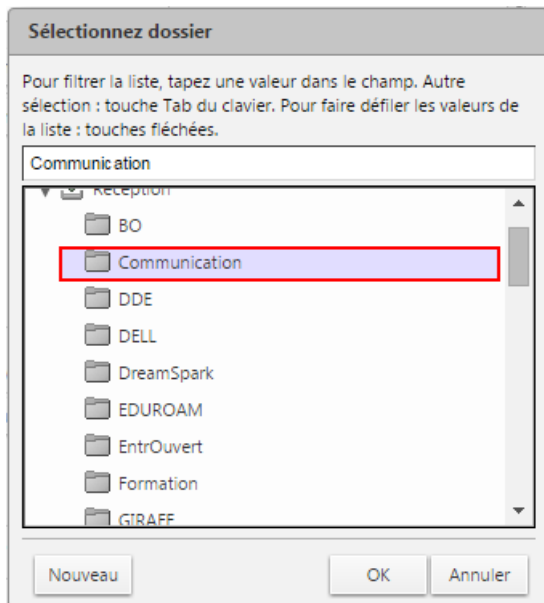 Sélectionnez dossier
Pour filtrer la liste, tapez une valeur dans le champ. Autre
sélection : touche Tab du clavier. Pour faire défiler les valeurs de
la liste : touches fléchées.
Communication
Réception
BO
Communication
DDE
DELL
DreamSpark
EDUROAM
EntrOuvert
Formation
GIRAFE
Nouveau
OK
Annuler